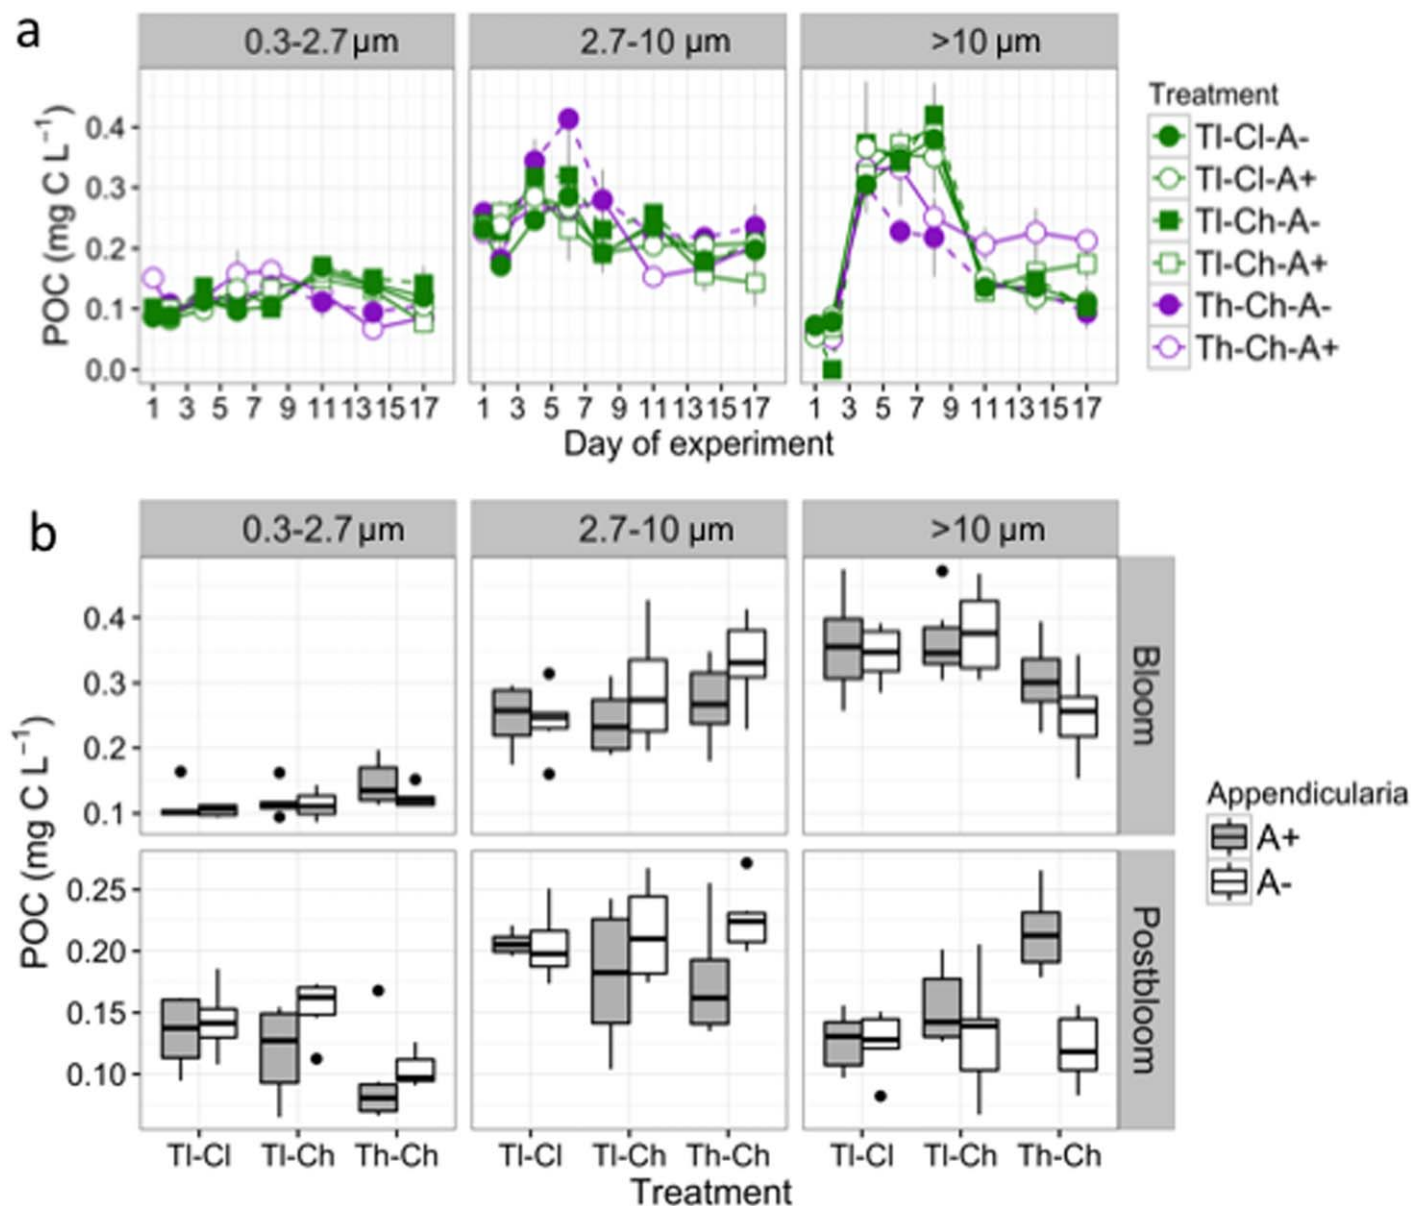 a
0.3-2.7 µm
2.7-10 µm
>10 µm
POC (mg C L⁻¹)
0.4
0.3
0.2
0.1
0.0
1 3 5 7 9 11 13 15 17
1 3 5 7 9 11 13 15 17
1 3 5 7 9 11 13 15 17
Day of experiment
Treatment
Tl-Cl-A-
Tl-Cl-A+
Tl-Ch-A-
Tl-Ch-A+
Th-Ch-A-
Th-Ch-A+
b
0.3-2.7 µm
2.7-10 µm
>10 µm
POC (mg C L⁻¹)
0.4
0.3
0.2
0.1
Bloom
0.25
0.20
0.15
0.10
Postbloom
Tl-Cl Tl-Ch Th-Ch
Tl-Cl Tl-Ch Th-Ch
Tl-Cl Tl-Ch Th-Ch
Treatment
Appendicularia
A+
A-